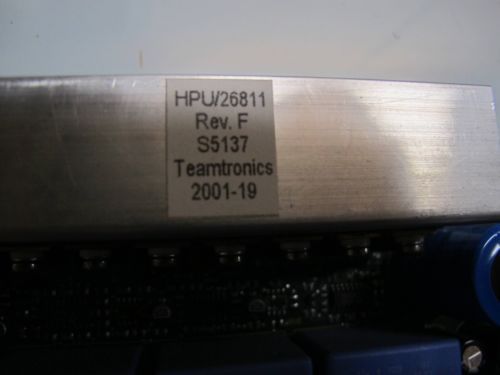 HPU/26811
Rev. F
S5137
Teamtronics
2001-19